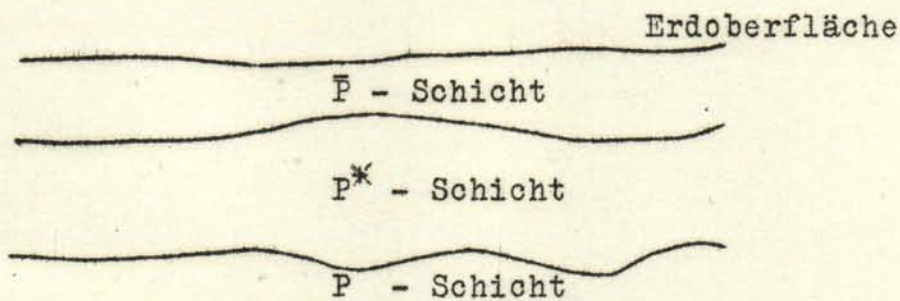 Erdoberfläche
P̄ - Schicht
P* - Schicht
P - Schicht